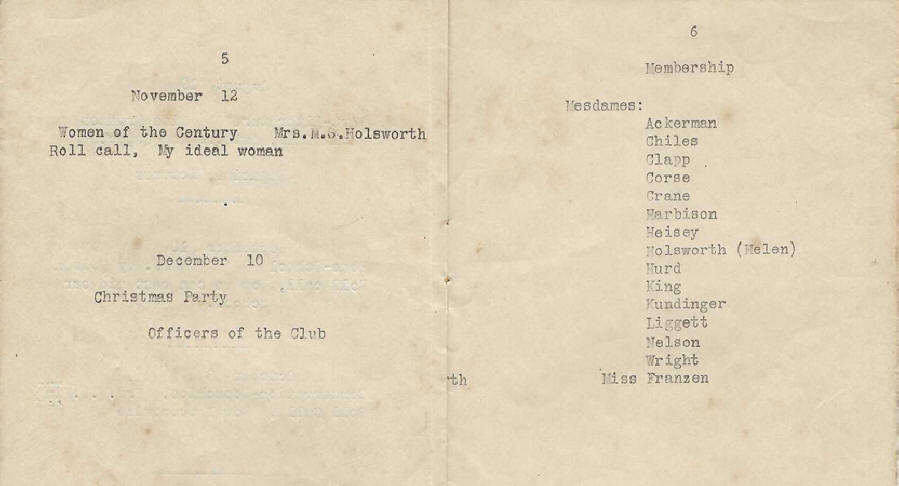 5
November 12
Women of the Century Mrs.M.S.Holsworth
Roll call, My ideal woman
December 10
Christmas Party
Officers of the Club
6
Membership
Mesdames:
Ackerman
Chiles
Clapp
Corse
Crane
Harbison
Heisey
Holsworth (Helen)
Hurd
King
Kundinger
Liggett
Nelson
Wright
rth Miss Franzen